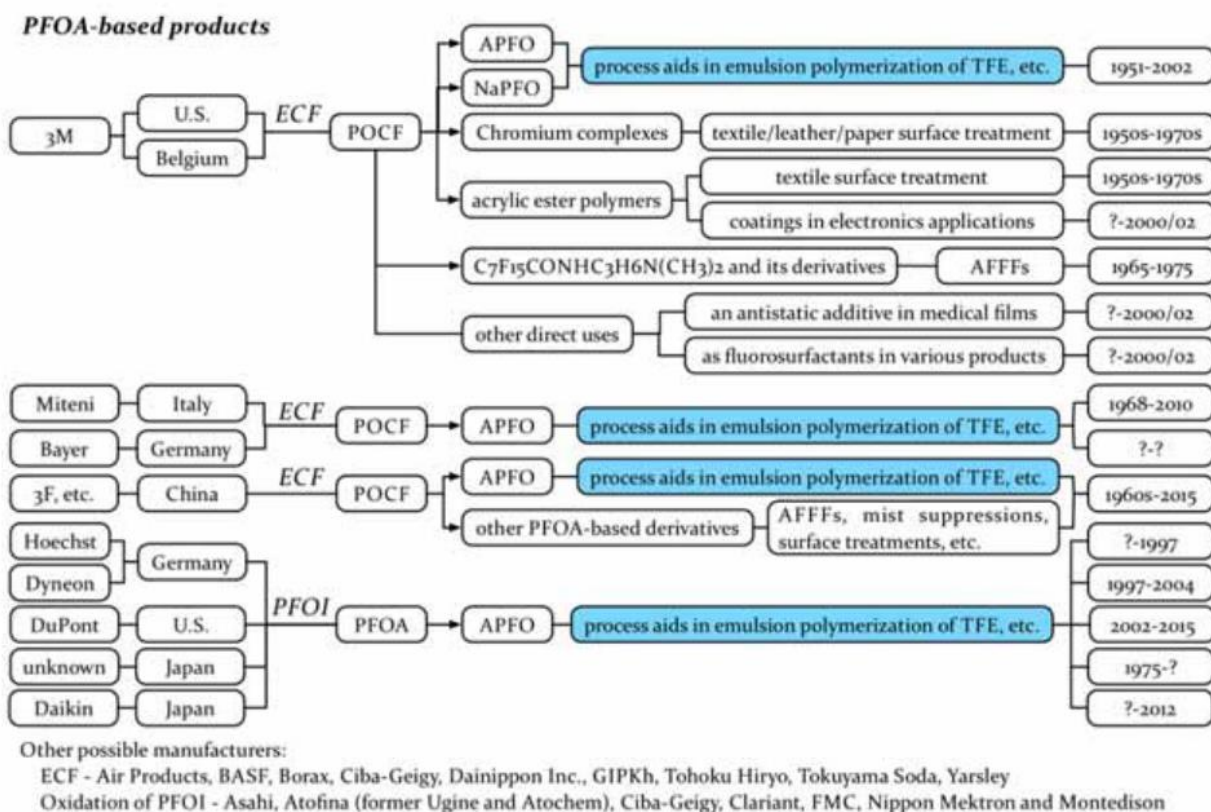 PFOA-based products
3M
U.S.
Belgium
ECF
POCF
APFO
NaPFO
process aids in emulsion polymerization of TFE, etc.
1951-2002
Chromium complexes
textile/leather/paper surface treatment
1950s-1970s
acrylic ester polymers
textile surface treatment
1950s-1970s
coatings in electronics applications
?-2000/02
C7F15CONHC3H6N(CH3)2 and its derivatives
AFFFs
1965-1975
other direct uses
an antistatic additive in medical films
?-2000/02
as fluorosurfactants in various products
?-2000/02
Miteni
Italy
Bayer
Germany
ECF
POCF
APFO
process aids in emulsion polymerization of TFE, etc.
1968-2010
?-?
3F, etc.
China
ECF
POCF
APFO
process aids in emulsion polymerization of TFE, etc.
other PFOA-based derivatives
AFFFs, mist suppressions,
surface treatments, etc.
1960s-2015
Hoechst
Dyneon
Germany
DuPont
U.S.
unknown
Japan
Daikin
Japan
PFOI
PFOA
APFO
process aids in emulsion polymerization of TFE, etc.
?-1997
1997-2004
2002-2015
1975-?
?-2012
Other possible manufacturers:
ECF - Air Products, BASF, Borax, Ciba-Geigy, Dainippon Inc., GIPKh, Tohoku Hiryo, Tokuyama Soda, Yarsley
Oxidation of PFOI - Asahi, Atofina (former Ugine and Atochem), Ciba-Geigy, Clariant, FMC, Nippon Mektron and Montedison